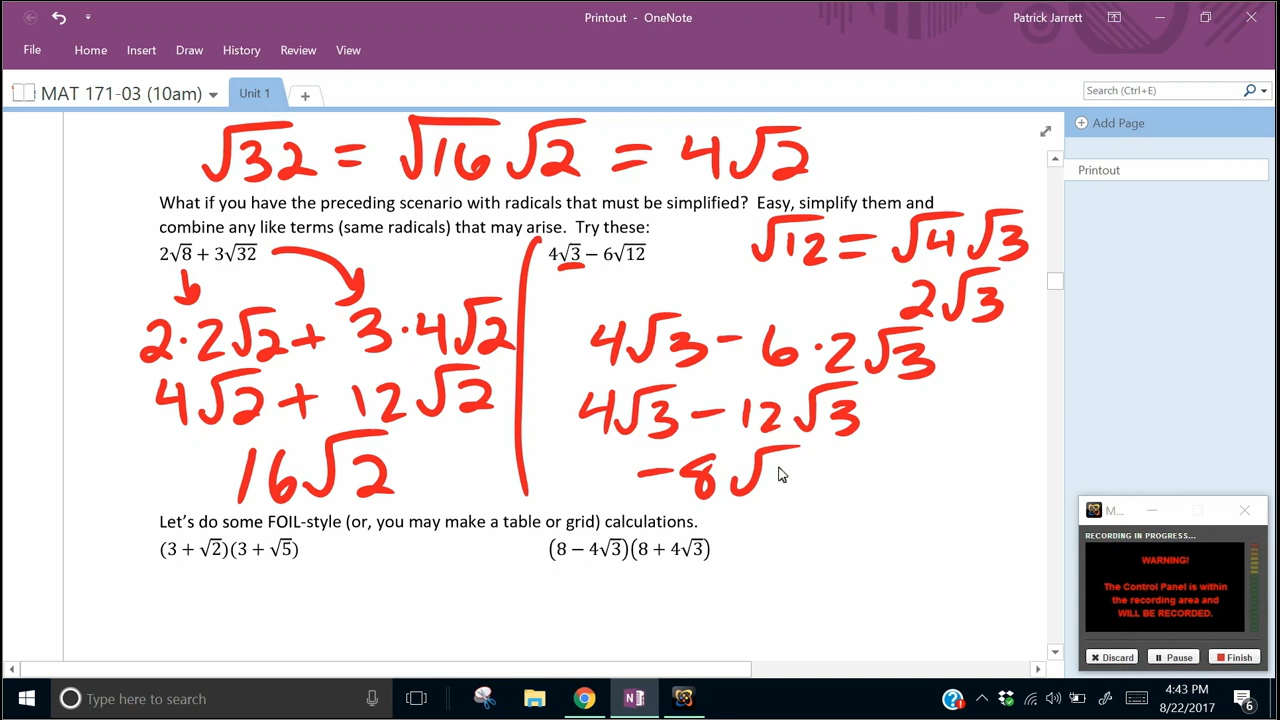 Printout - OneNote
Patrick Jarrett
File Home Insert Draw History Review View
MAT 171-03 (10am)
Unit 1
Search (Ctrl+E)
Add Page
Printout
√32 = √16 √2 = 4√2
What if you have the preceding scenario with radicals that must be simplified? Easy, simplify them and
combine any like terms (same radicals) that may arise. Try these:
2√8 + 3√32
4√3 − 6√12
√12 = √4 √3
2√3
2·2√2 + 3·4√2
4√2 + 12√2
16√2
4√3 − 6·2√3
4√3 − 12√3
−8√
Let’s do some FOIL-style (or, you may make a table or grid) calculations.
(3 + √2)(3 + √5)
(8 − 4√3)(8 + 4√3)
M...
RECORDING IN PROGRESS...
WARNING!
The Control Panel is within
the recording area and
WILL BE RECORDED.
Discard Pause Finish
Type here to search
4:43 PM
8/22/2017
6